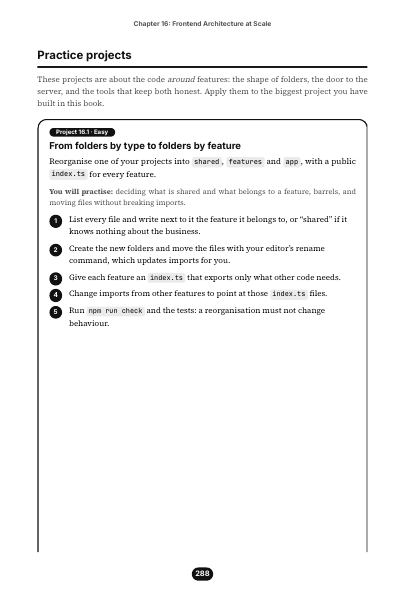 Chapter 16: Frontend Architecture at Scale
Practice projects
These projects are about the code around features: the shape of folders, the door to the
server, and the tools that keep both honest. Apply them to the biggest project you have
built in this book.
Project 16.1 · Easy
From folders by type to folders by feature
Reorganise one of your projects into shared, features and app, with a public
index.ts for every feature.
You will practise: deciding what is shared and what belongs to a feature, barrels, and
moving files without breaking imports.
1 List every file and write next to it the feature it belongs to, or “shared” if it
knows nothing about the business.
2 Create the new folders and move the files with your editor’s rename
command, which updates imports for you.
3 Give each feature an index.ts that exports only what other code needs.
4 Change imports from other features to point at those index.ts files.
5 Run npm run check and the tests: a reorganisation must not change
behaviour.
288